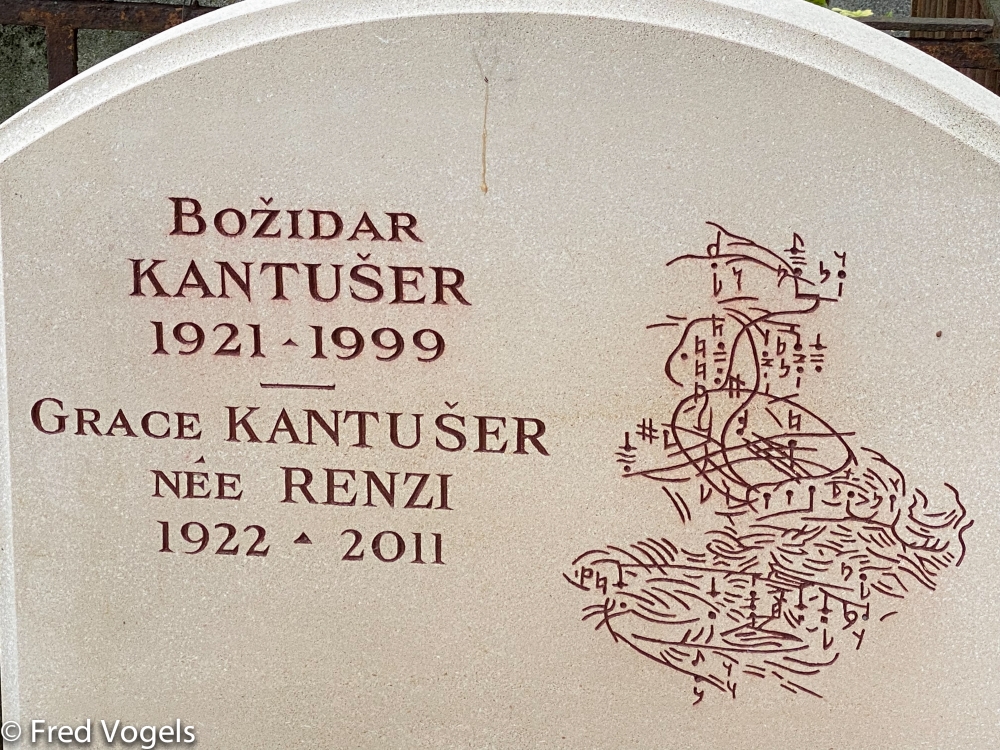 BOŽIDAR
KANTUŠER
1921 - 1999
GRACE KANTUŠER
NÉE RENZI
1922 - 2011
© Fred Vogels